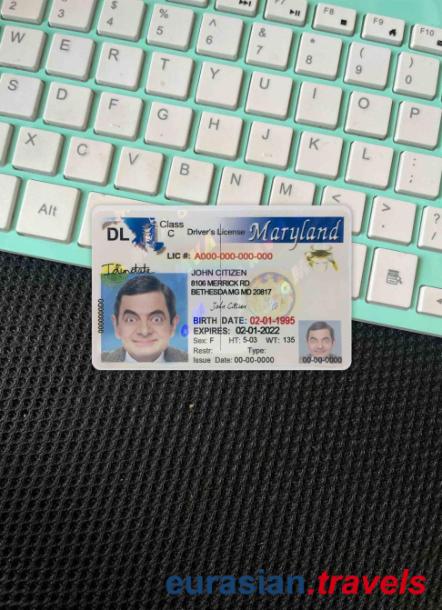 F7 F8 F9 F10
2 3 4 % 5 ^ 6 & 7 * 8 ( 9 ) 0
W E R T Y U I O P
S D F G H J K L : ;
X C V B N M < , >
Alt
DL Class C Driver's License Maryland
LIC #: A000-000-000-000
JOHN CITIZEN
8106 MERRICK RD
BETHESDA MG MD 20817
John Citizen
BIRTH DATE: 02-01-1995
EXPIRES: 02-01-2022
Sex: F HT: 5-03 WT: 135
Restr: Type:
Issue Date: 00-00-0000 00-00-0000
eurasian.travels